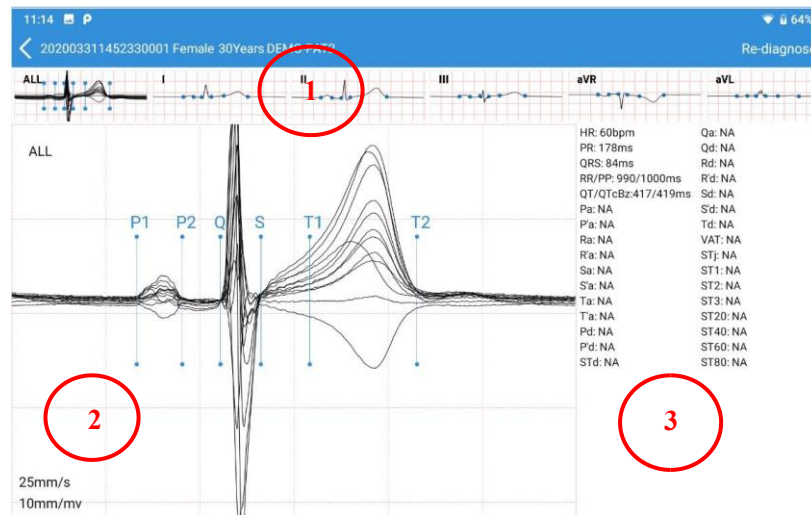 11:14 P 64%
202003311452330001 Female 30Years DEMO PAT2 Re-diagnose
ALL I II III aVR aVL
1
ALL
P1 P2 Q S T1 T2
HR: 60bpm Qa: NA
PR: 178ms Qd: NA
QRS: 84ms Rd: NA
RR/PP: 990/1000ms R'd: NA
QT/QTcBz:417/419ms Sd: NA
Pa: NA S'd: NA
P'a: NA Td: NA
Ra: NA VAT: NA
R'a: NA STj: NA
Sa: NA ST1: NA
S'a: NA ST2: NA
Ta: NA ST3: NA
T'a: NA ST20: NA
Pd: NA ST40: NA
P'd: NA ST60: NA
STd: NA ST80: NA
2 3
25mm/s
10mm/mv